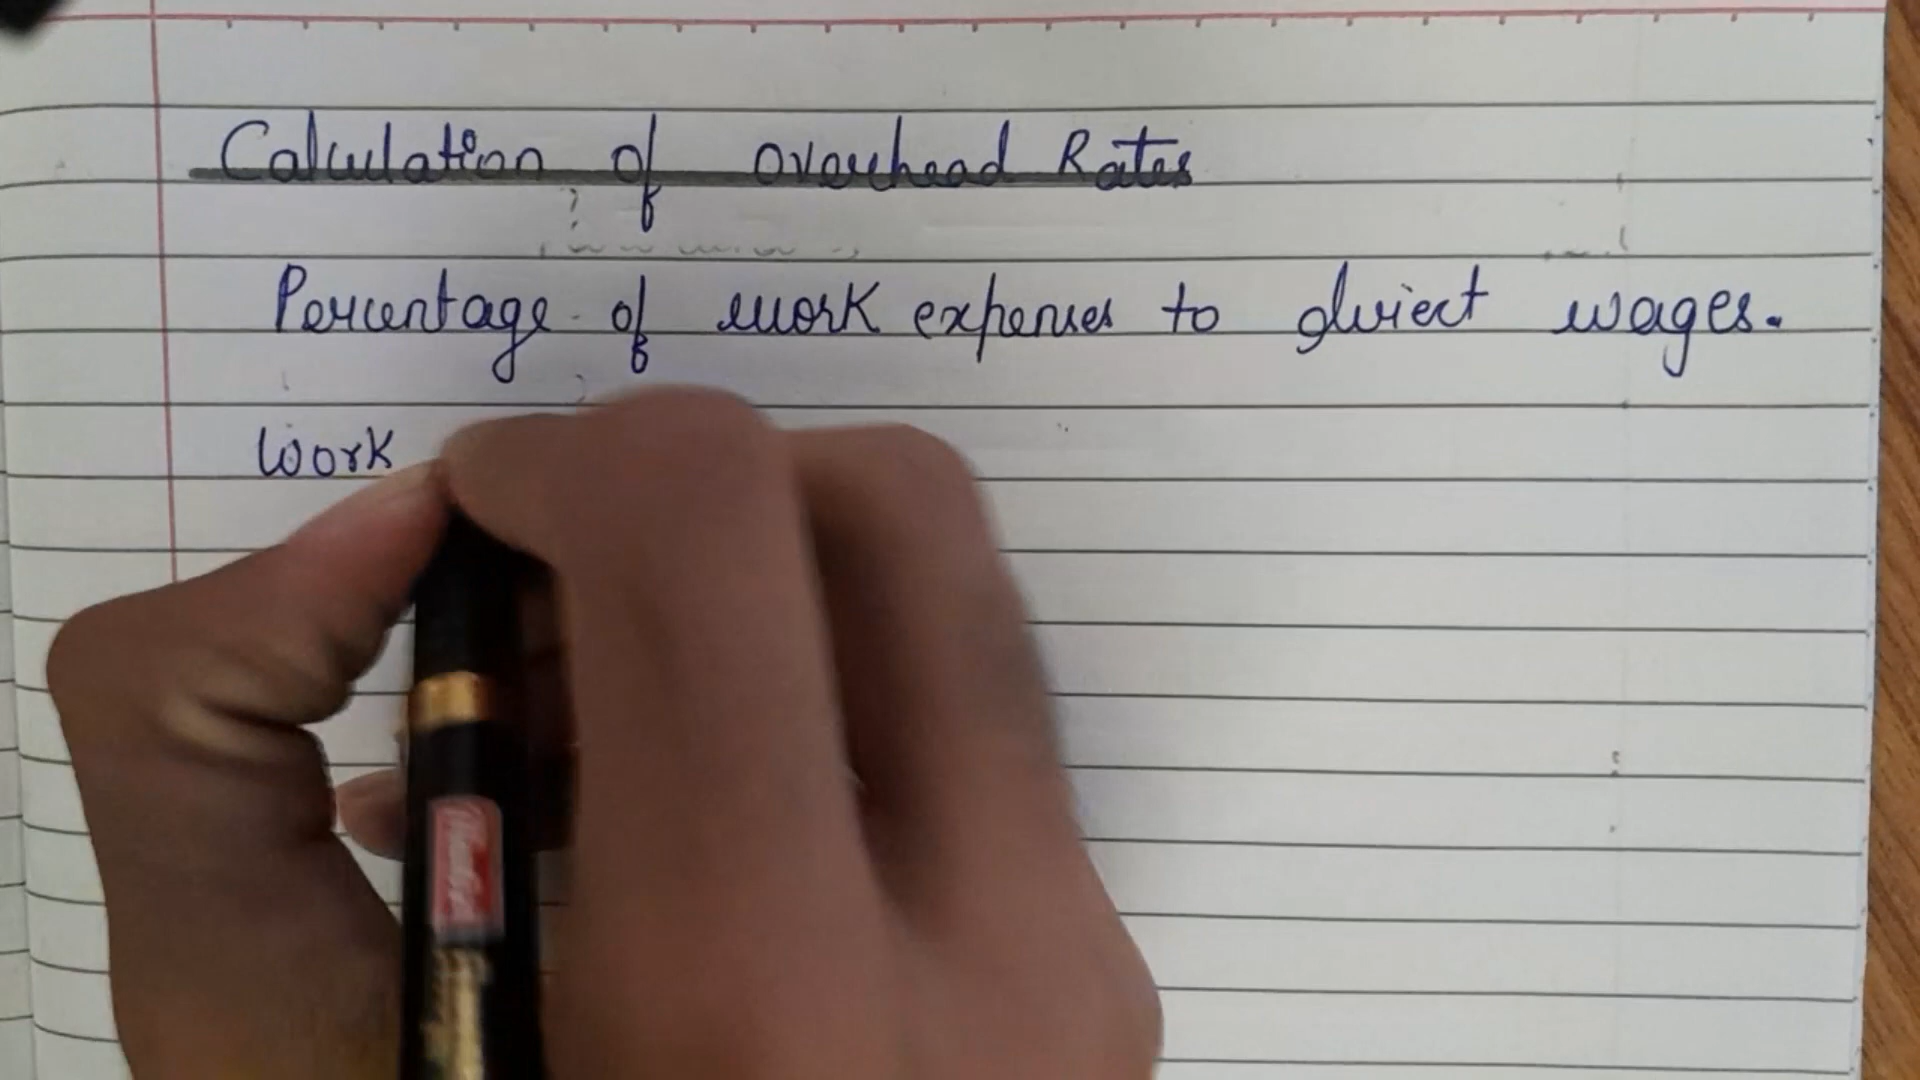 Calculation of overhead Rates
Percentage of work expenses to direct wages.
Work